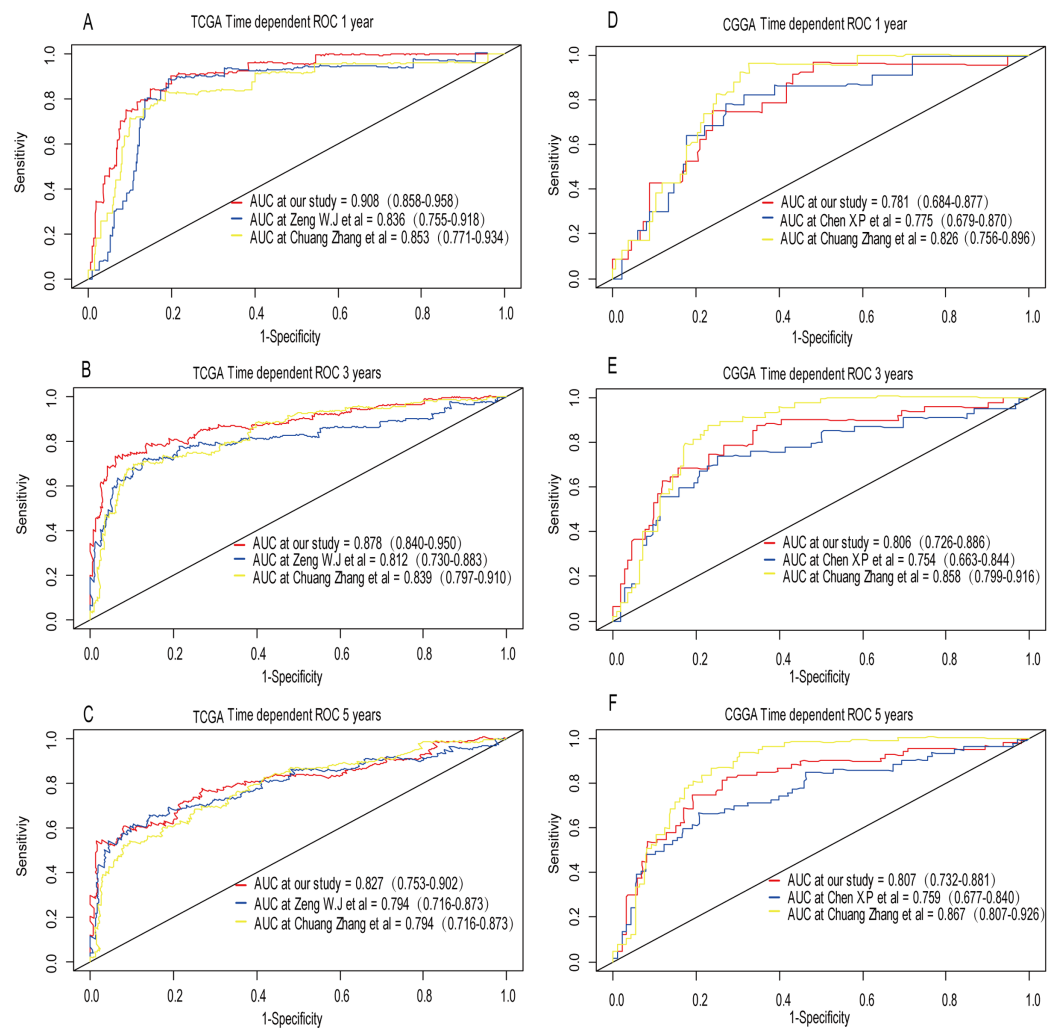 A
TCGA Time dependent ROC 1 year
1.0
0.8
0.6
0.4
0.2
0.0
Sensitiviy
AUC at our study = 0.908 (0.858-958)
AUC at Zeng W.J et al = 0.836 (0.755-0.918)
AUC at Chuang Zhang et al = 0.853 (0.771-0.934)
0.0 0.2 0.4 0.6 0.8 1.0
1-Specificity
D
CGGA Time dependent ROC 1 year
1.0
0.8
0.6
0.4
0.2
0.0
Sensitiviy
AUC at our study = 0.781 (0.684-0.877)
AUC at Chen X.P et al = 0.775 (0.679-0.870)
AUC at Chuang Zhang et al = 0.826 (0.756-0.896)
0.0 0.2 0.4 0.6 0.8 1.0
1-Specificity
B
TCGA Time dependent ROC 3 years
1.0
0.8
0.6
0.4
0.2
0.0
Sensitiviy
AUC at our study = 0.878 (0.840-0.950)
AUC at Zeng W.J et al = 0.812 (0.730-0.883)
AUC at Chuang Zhang et al = 0.839 (0.797-0.910)
0.0 0.2 0.4 0.6 0.8 1.0
1-Specificity
E
CGGA Time dependent ROC 3 years
1.0
0.8
0.6
0.4
0.2
0.0
Sensitiviy
AUC at our study = 0.806 (0.726-0.886)
AUC at Chen X.P et al = 0.754 (0.663-0.844)
AUC at Chuang Zhang et al = 0.858 (0.799-0.916)
0.0 0.2 0.4 0.6 0.8 1.0
1-Specificity
C
TCGA Time dependent ROC 5 years
1.0
0.8
0.6
0.4
0.2
0.0
Sensitiviy
AUC at our study = 0.827 (0.753-0.902)
AUC at Zeng W.J et al = 0.794 (0.716-0.873)
AUC at Chuang Zhang et al = 0.794 (0.716-0.873)
0.0 0.2 0.4 0.6 0.8 1.0
1-Specificity
F
CGGA Time dependent ROC 5 years
1.0
0.8
0.6
0.4
0.2
0.0
Sensitiviy
AUC at our study = 0.807 (0.732-0.881)
AUC at Chen X.P et al = 0.759 (0.677-0.840)
AUC at Chuang Zhang et al = 0.867 (0.807-0.926)
0.0 0.2 0.4 0.6 0.8 1.0
1-Specificity